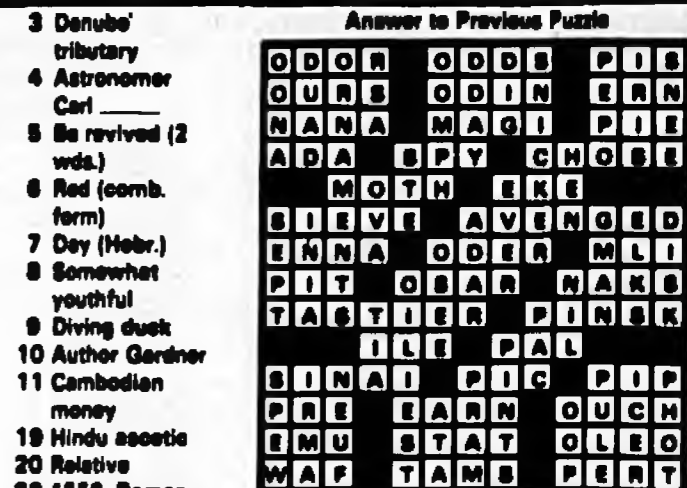 3 Danube'
tributary
4 Astronomer
Carl ____
5 Be revived (2
wds.)
6 Red (comb.
form)
7 Day (Hebr.)
8 Somewhat
youthful
9 Diving duck
10 Author Gardner
11 Cambodian
money
19 Hindu ascetic
20 Relative
Answer to Previous Puzzle
ODOR ODDS PIS
OURS ODIN ERN
NANA MAGI PIE
ADA SPY CHOSE
MOTH EKE
SIEVE AVENGED
ENNA ODER MLI
PIT OSAR NAKS
TASTIER PINSK
ILE PAL
SINAI PIC PIP
PRE EARN OUCH
EMU STAT OLEO
WAF TAMS PERT